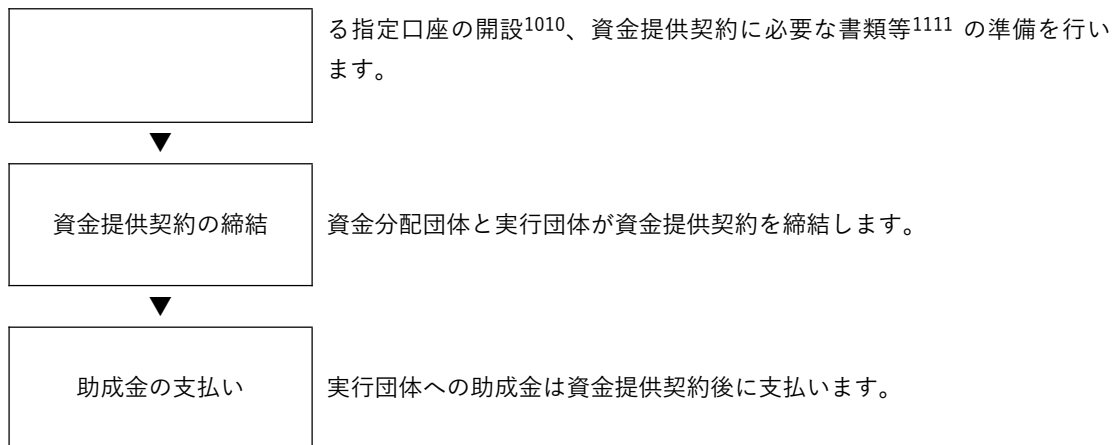 る指定口座の開設1010、資金提供契約に必要な書類等1111 の準備を行い
ます。
▼
資金提供契約の締結
資金分配団体と実行団体が資金提供契約を締結します。
▼
助成金の支払い
実行団体への助成金は資金提供契約後に支払います。